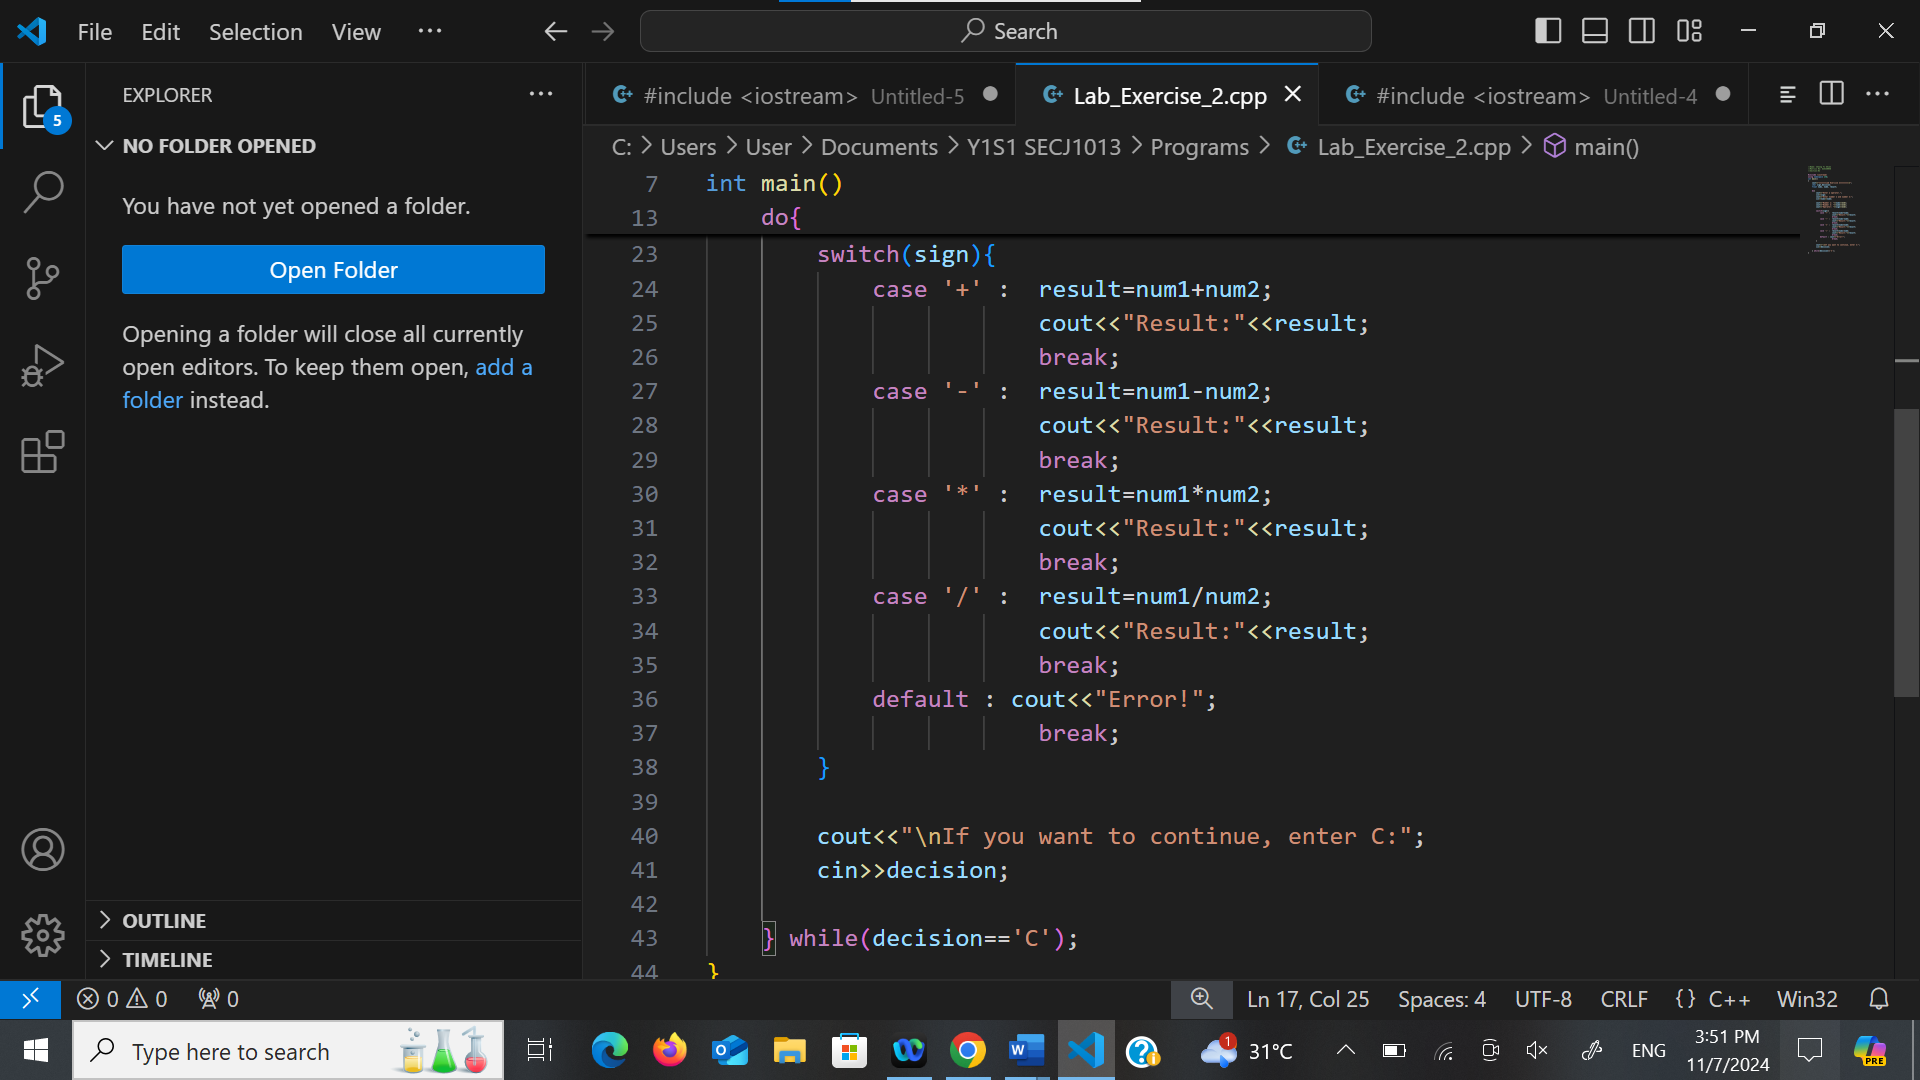 File Edit Selection View ··· Search
EXPLORER ···
NO FOLDER OPENED
You have not yet opened a folder.
Open Folder
Opening a folder will close all currently
open editors. To keep them open, add a
folder instead.
OUTLINE
TIMELINE
#include <iostream> Untitled-5 Lab_Exercise_2.cpp #include <iostream> Untitled-4
C: > Users > User > Documents > Y1S1 SECJ1013 > Programs > Lab_Exercise_2.cpp > main()
7 int main()
13 do{
23 switch(sign){
24 case '+' : result=num1+num2;
25 cout<<"Result:"<<result;
26 break;
27 case '-' : result=num1-num2;
28 cout<<"Result:"<<result;
29 break;
30 case '*' : result=num1*num2;
31 cout<<"Result:"<<result;
32 break;
33 case '/' : result=num1/num2;
34 cout<<"Result:"<<result;
35 break;
36 default : cout<<"Error!";
37 break;
38 }
39
40 cout<<"\nIf you want to continue, enter C:";
41 cin>>decision;
42
43 } while(decision=='C');
44 }
5
0 0 0 Ln 17, Col 25 Spaces: 4 UTF-8 CRLF {} C++ Win32
Type here to search 1 31°C ENG 3:51 PM
11/7/2024
PRE